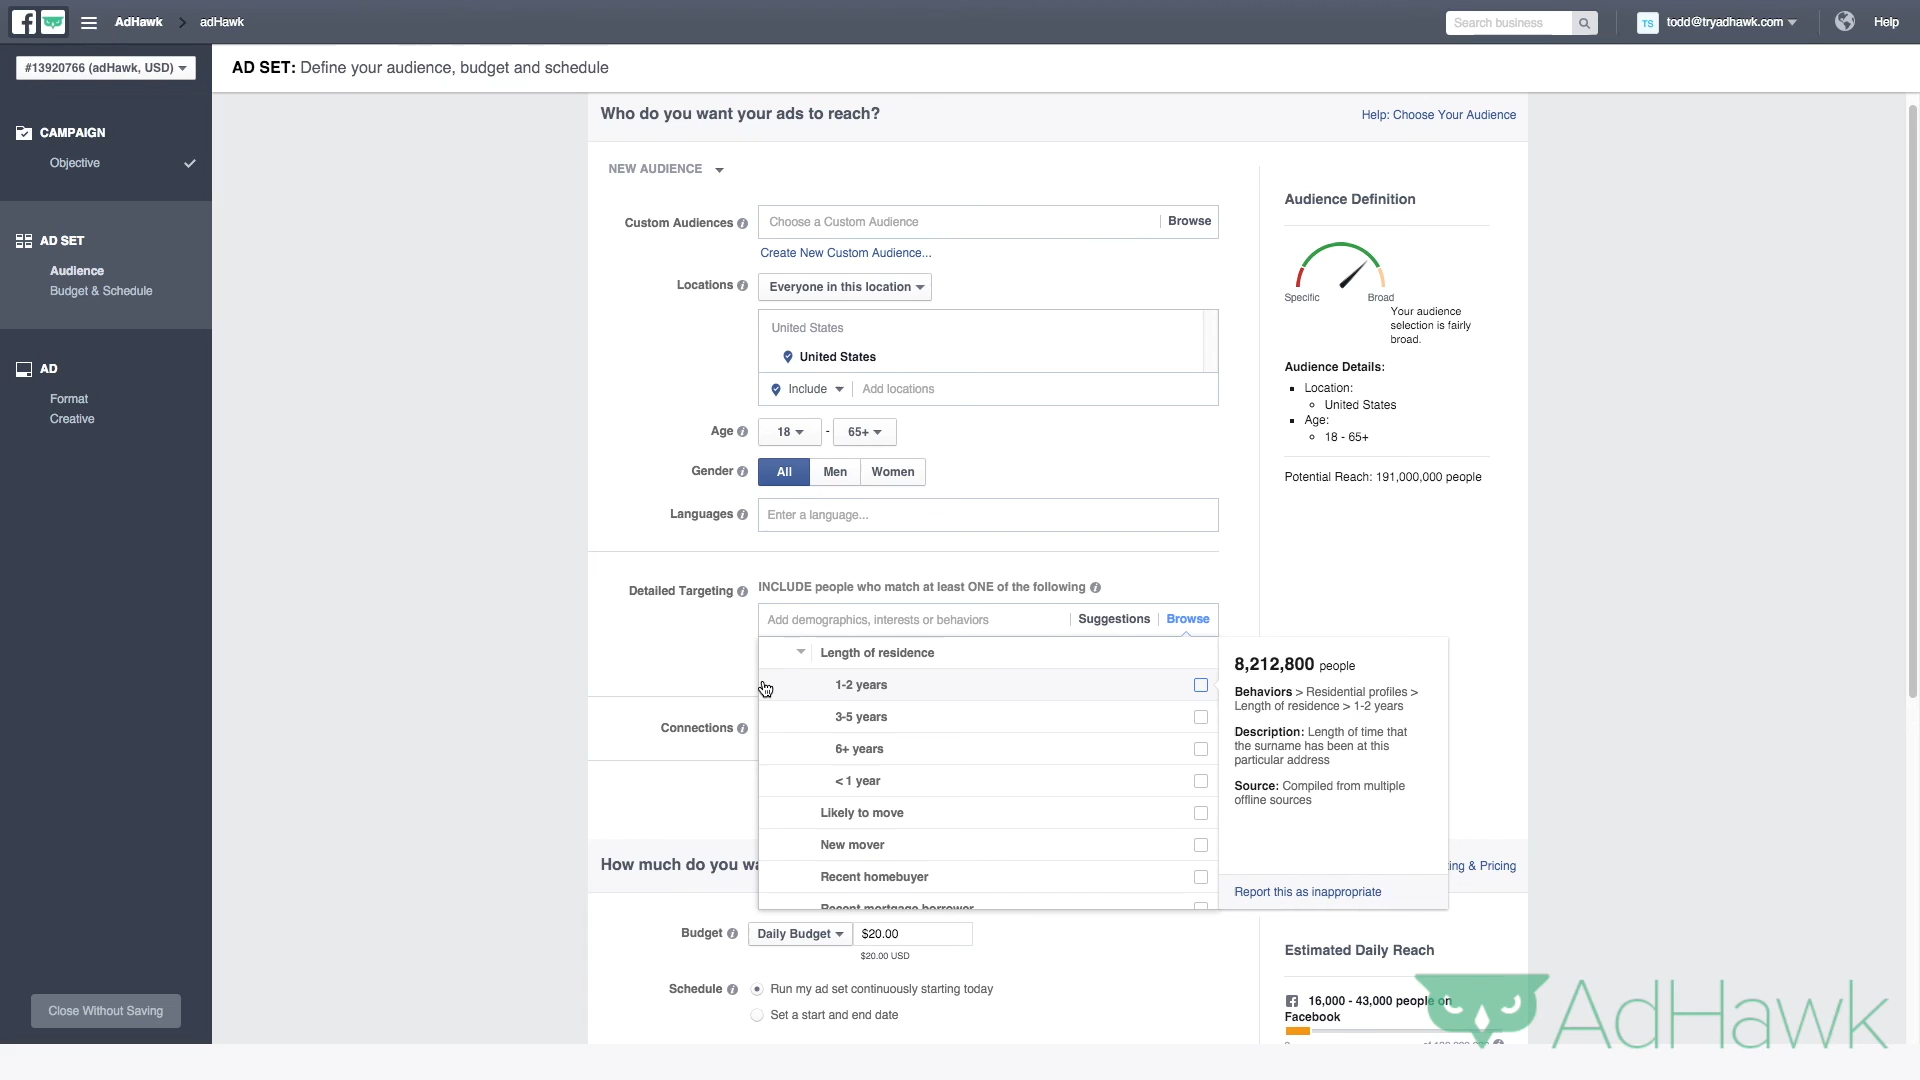 AdHawk
adHawk
Search business
TS
todd@tryadhawk.com
Help
#13920766 (adHawk, USD)
AD SET: Define your audience, budget and schedule
CAMPAIGN
Objective
AD SET
Audience
Budget & Schedule
AD
Format
Creative
Close Without Saving
Who do you want your ads to reach?
Help: Choose Your Audience
NEW AUDIENCE
Custom Audiences
Choose a Custom Audience
Browse
Create New Custom Audience...
Locations
Everyone in this location
United States
United States
Include
Add locations
Age
18
-
65+
Gender
All
Men
Women
Languages
Enter a language...
Detailed Targeting
INCLUDE people who match at least ONE of the following
Add demographics, interests or behaviors
Suggestions
Browse
Length of residence
1-2 years
3-5 years
6+ years
< 1 year
Likely to move
New mover
Recent homebuyer
Recent mortgage borrower
Connections
8,212,800 people
Behaviors > Residential profiles >
Length of residence > 1-2 years
Description: Length of time that
the surname has been at this
particular address
Source: Compiled from multiple
offline sources
Report this as inappropriate
Audience Definition
Specific
Broad
Your audience
selection is fairly
broad.
Audience Details:
Location:
United States
Age:
18 - 65+
Potential Reach: 191,000,000 people
How much do you wa
ing & Pricing
Budget
Daily Budget
$20.00
$20.00 USD
Schedule
Run my ad set continuously starting today
Set a start and end date
Estimated Daily Reach
16,000 - 43,000 people on
Facebook
AdHawk